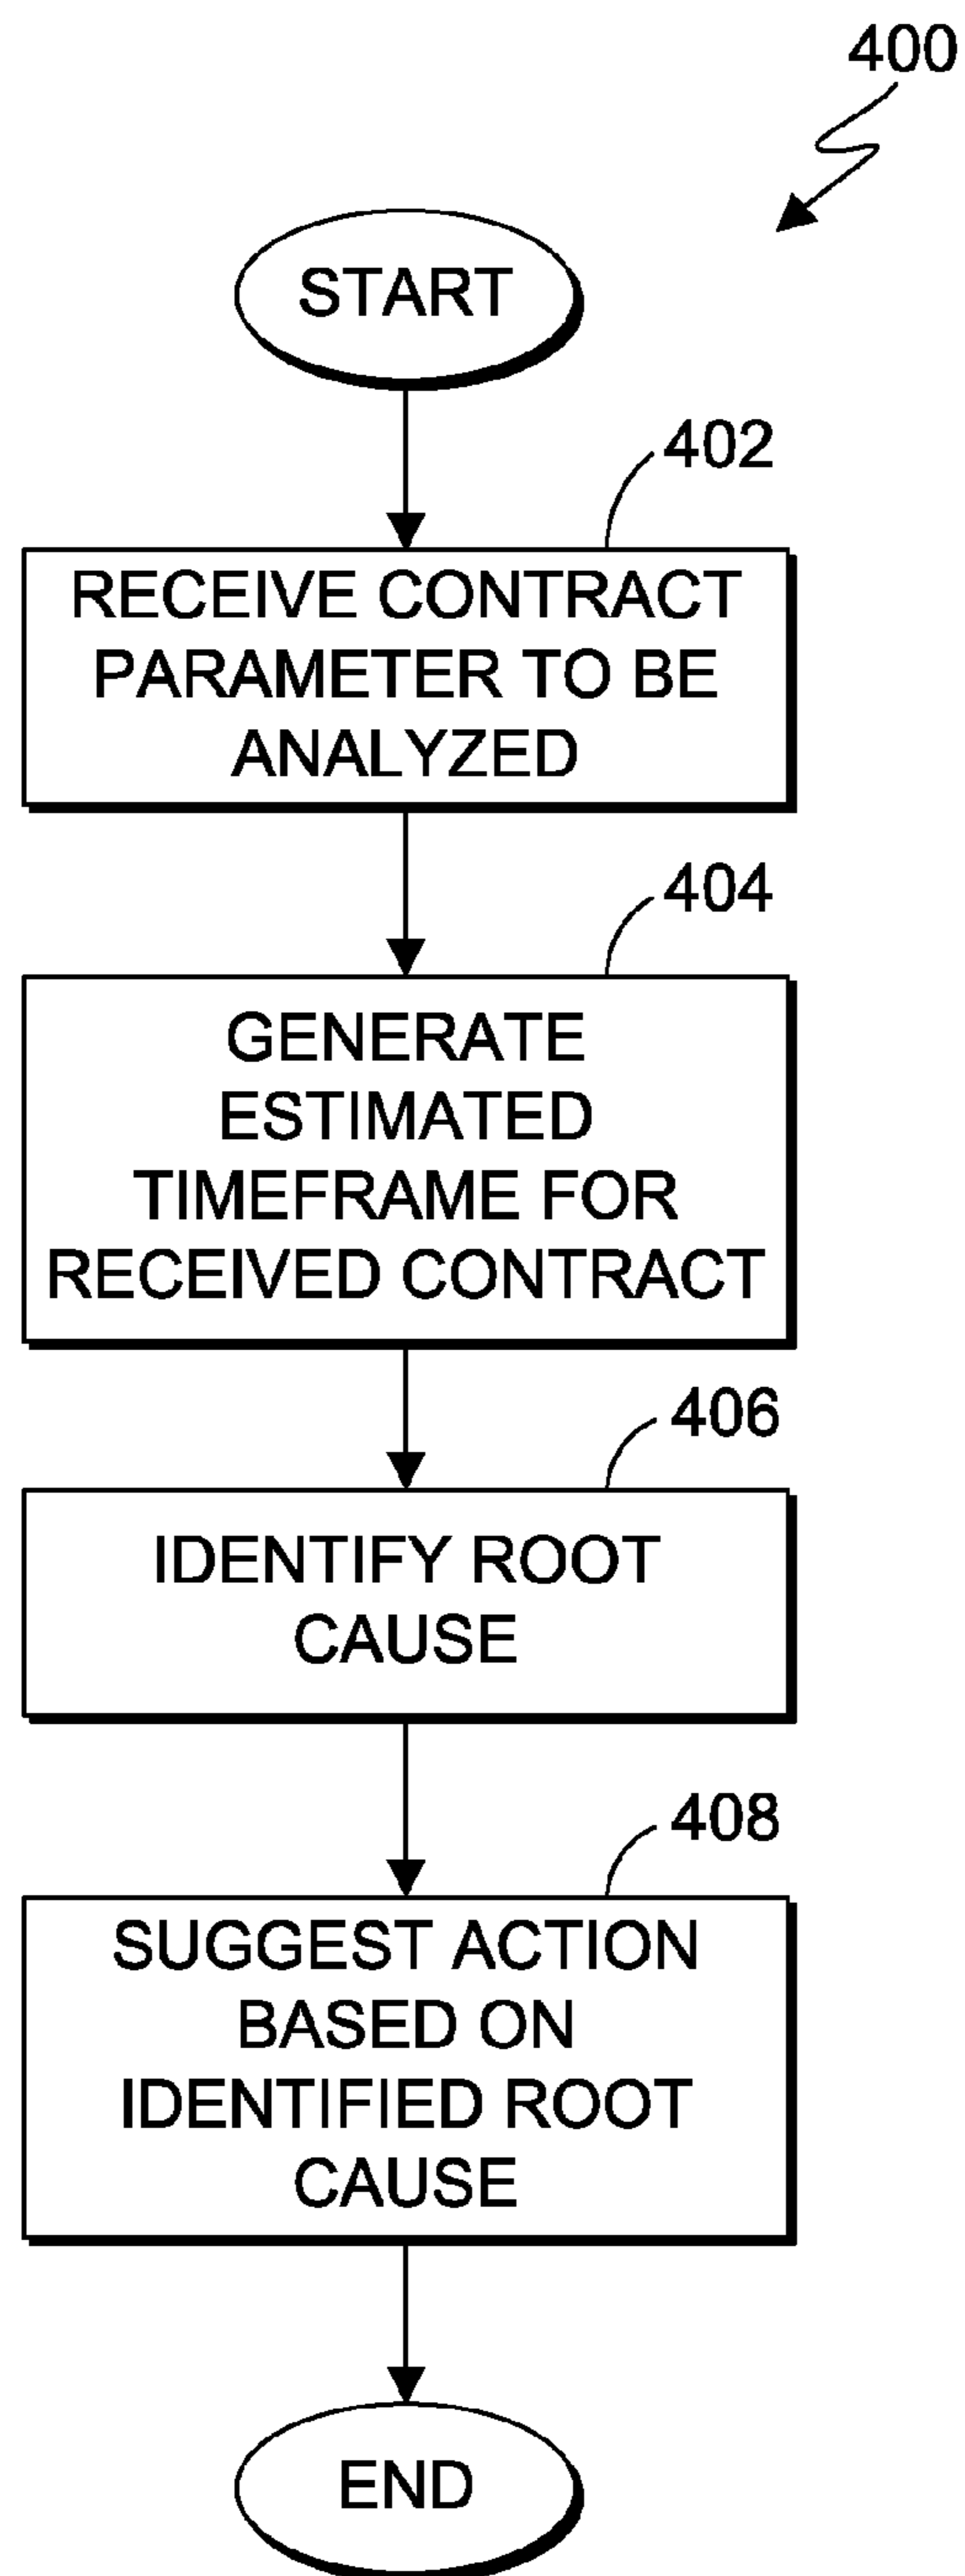 400
START
402
RECEIVE CONTRACT
PARAMETER TO BE
ANALYZED
404
GENERATE
ESTIMATED
TIMEFRAME FOR
RECEIVED CONTRACT
406
IDENTIFY ROOT
CAUSE
408
SUGGEST ACTION
BASED ON
IDENTIFIED ROOT
CAUSE
END